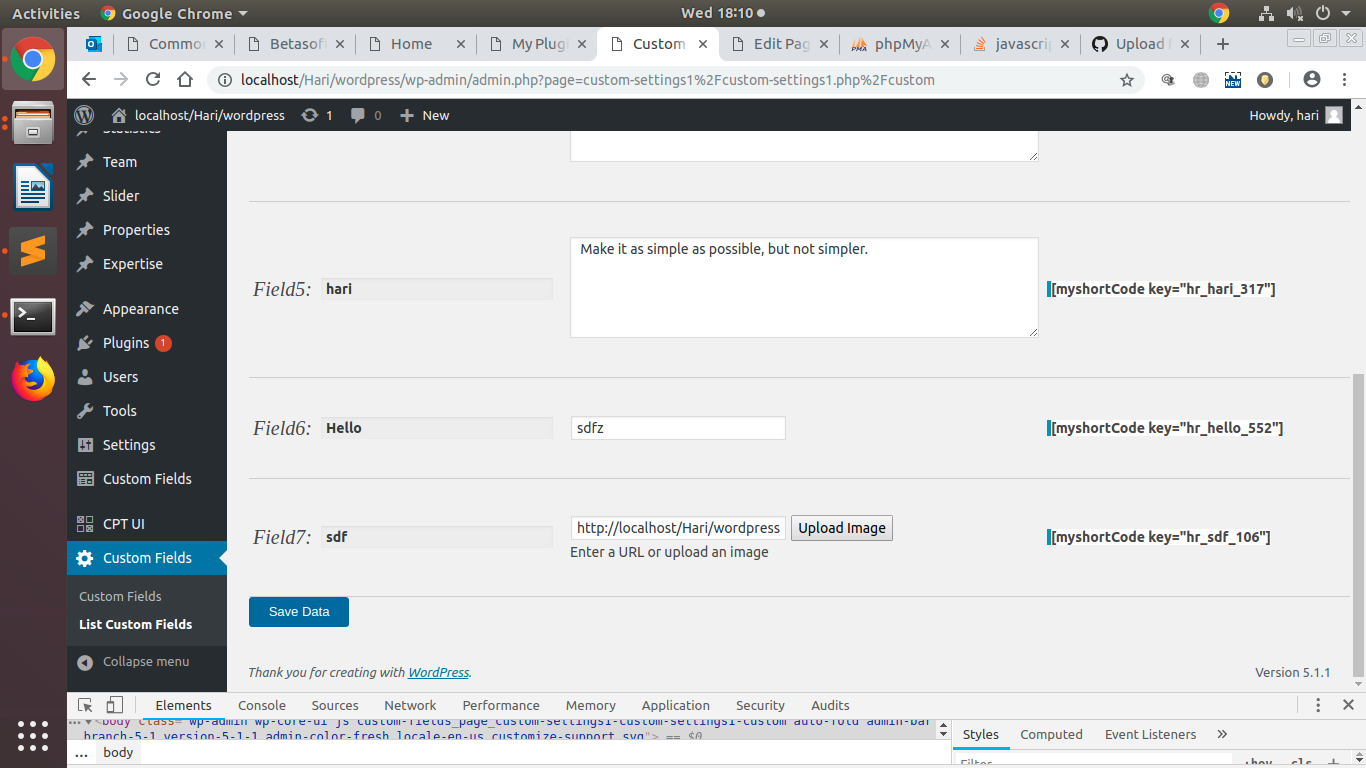 Activities Google Chrome Wed 18:10
Common Betasoft Home My Plugi Custom Edit Pag phpMyA javascrip Upload f
localhost/Hari/wordpress/wp-admin/admin.php?page=custom-settings1%2Fcustom-settings1.php%2Fcustom NEW
localhost/Hari/wordpress 1 0 New Howdy, hari
Statistics
Team
Slider
Properties
Expertise
Appearance
Plugins 1
Users
Tools
Settings
Custom Fields
CPT UI
Custom Fields
Custom Fields
List Custom Fields
Collapse menu
Make it as simple as possible, but not simpler.
Field5: hari [myshortCode key="hr_hari_317"]
Field6: Hello sdfz [myshortCode key="hr_hello_552"]
Field7: sdf http://localhost/Hari/wordpress Upload Image [myshortCode key="hr_sdf_106"]
Enter a URL or upload an image
Save Data
Thank you for creating with WordPress. Version 5.1.1
Elements Console Sources Network Performance Memory Application Security Audits
<body class="wp-admin wp-core-ui js custom-fields_page_custom-settings1-custom-settings1-custom auto-fold admin-bar
branch-5-1 version-5-1-1 admin-color-fresh locale-en-us customize-support svg"> == $0
... body
Styles Computed Event Listeners »
Filter :hov .cls +